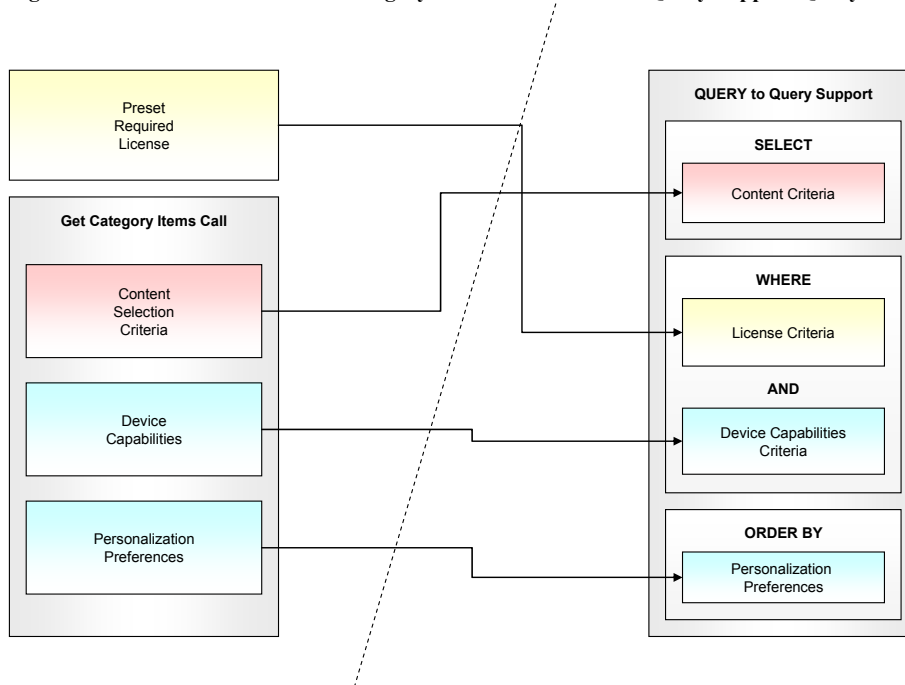 Preset
Required
License
Get Category Items Call
Content
Selection
Criteria
Device
Capabilities
Personalization
Preferences
QUERY to Query Support
SELECT
Content Criteria
WHERE
License Criteria
AND
Device Capabilities
Criteria
ORDER BY
Personalization
Preferences